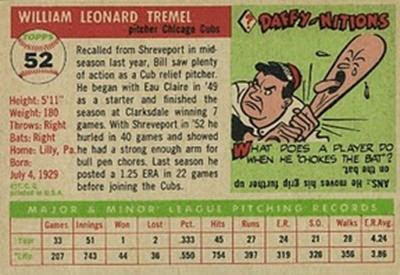 WILLIAM LEONARD TREMEL
pitcher Chicago Cubs
TOPPS
52
Height: 5'11"
Weight: 180
Throws: Right
Bats: Right
Home: Lilly, Pa.
Born:
July 4, 1929
©T.C.G.
printed in U.S.A.
Recalled from Shreveport in mid-
season last year, Bill saw plenty
of action as a Cub relief pitcher.
He began with Eau Claire in '49
as a starter and finished the
season at Clarksdale winning 7
games. With Shreveport in '52 he
hurled in 40 games and showed
he had a strong enough arm for
bull pen chores. Last season he
posted a 1.25 ERA in 22 games
before joining the Cubs.
? DAFFY-NITIONS
WHAT DOES A PLAYER DO
WHEN HE "CHOKES THE BAT"?
ANS. He moves his grip further up
on the bat.
MAJOR & MINOR LEAGUE PITCHING RECORDS
Games Innings Won Lost Pct. Hits Runs E.R. S.O. Walks E.R.Avg.
Year 33 51 1 2 .333 45 27 24 21 28 4.24
Life 207 743 44 36 .550 754 397 319 326 356 3.86